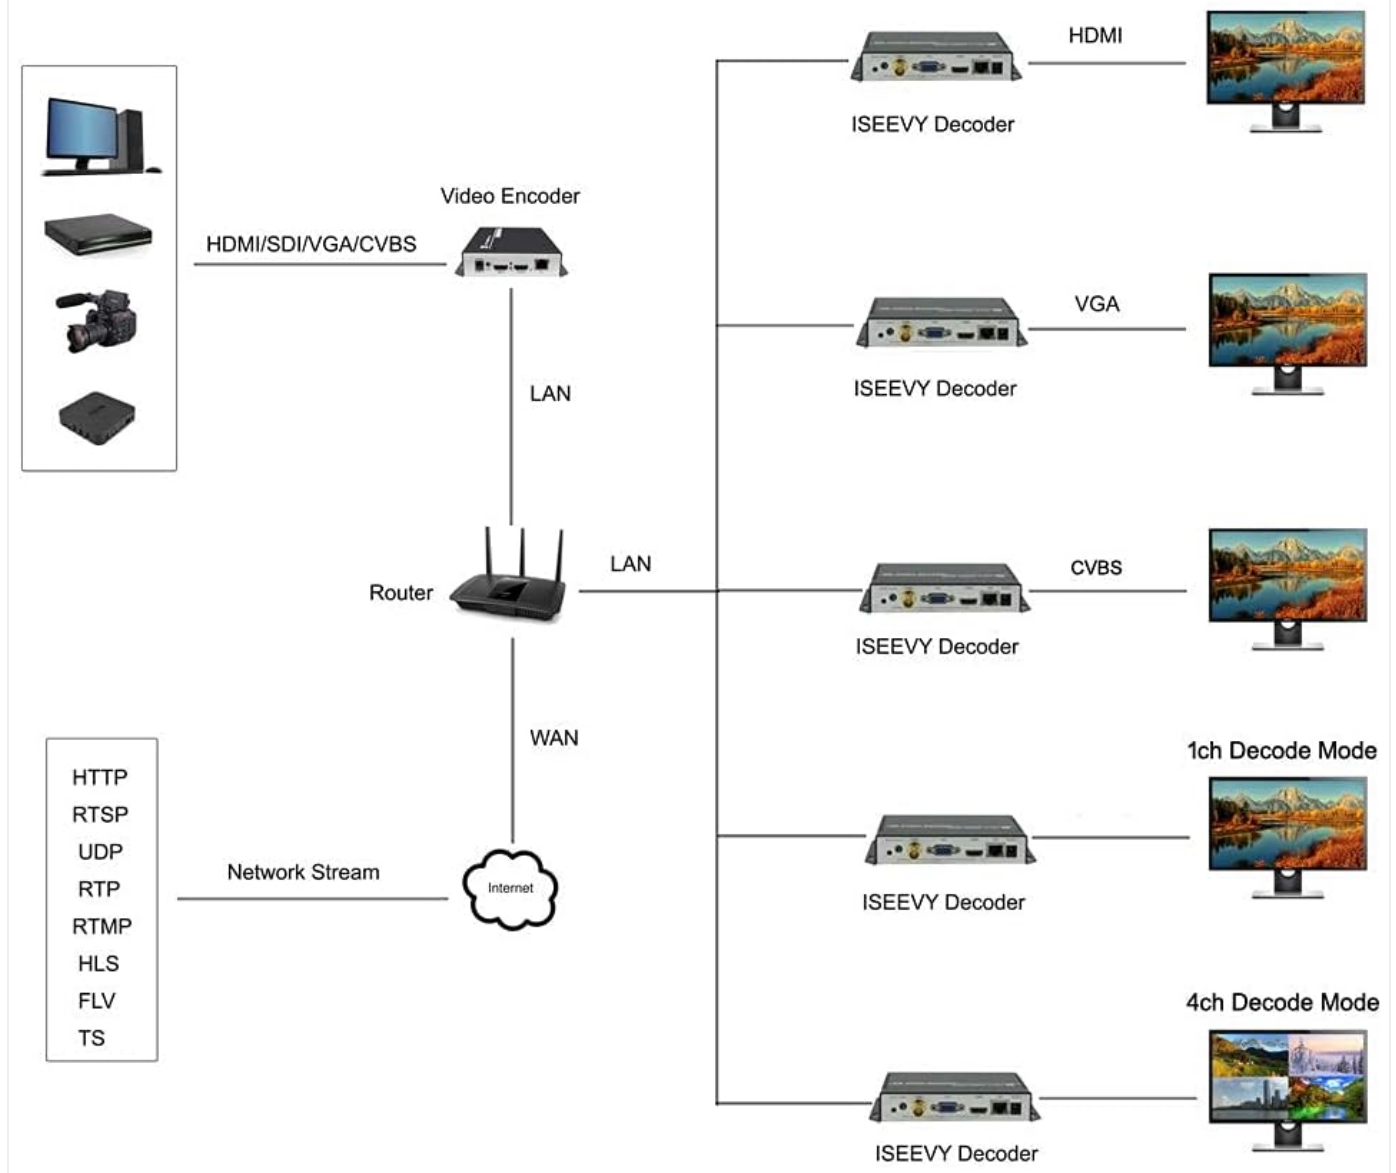 HDMI
ISEEVY Decoder
Video Encoder
HDMI/SDI/VGA/CVBS
VGA
ISEEVY Decoder
LAN
LAN
CVBS
Router
ISEEVY Decoder
WAN
1ch Decode Mode
HTTP
RTSP
UDP
RTP
RTMP
HLS
FLV
TS
Network Stream
Internet
ISEEVY Decoder
4ch Decode Mode
ISEEVY Decoder